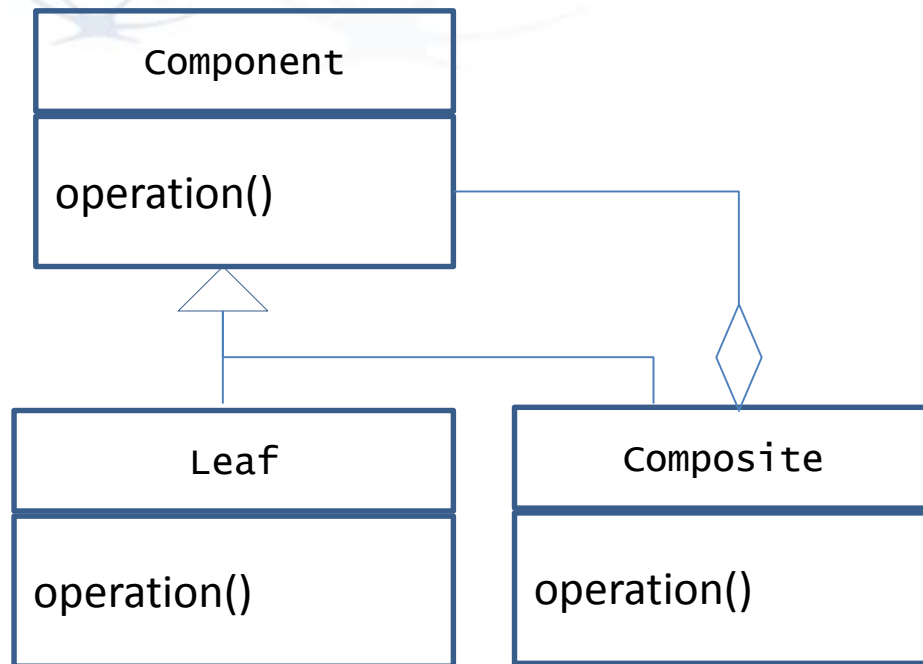 Component
operation()
Leaf
Composite
operation()
operation()